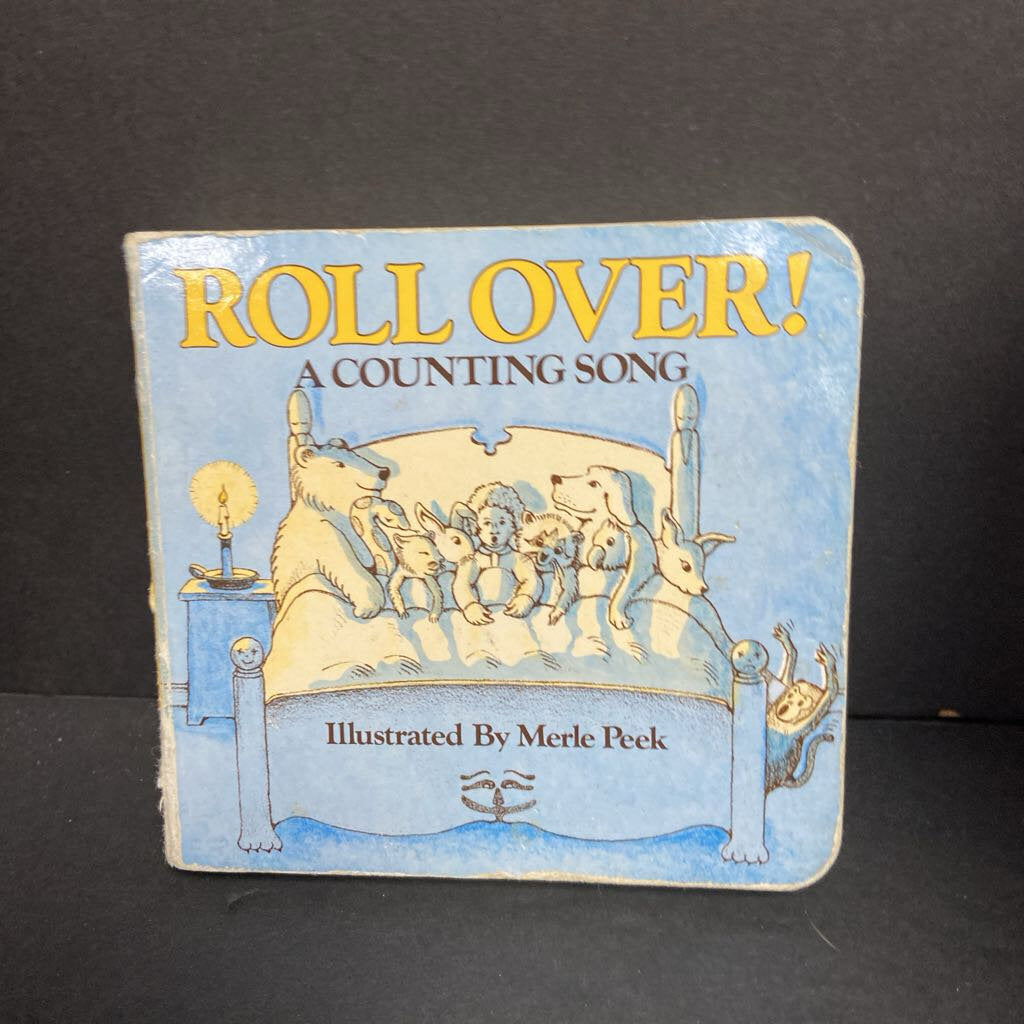 ROLL OVER!
A COUNTING SONG
Illustrated By Merle Peek